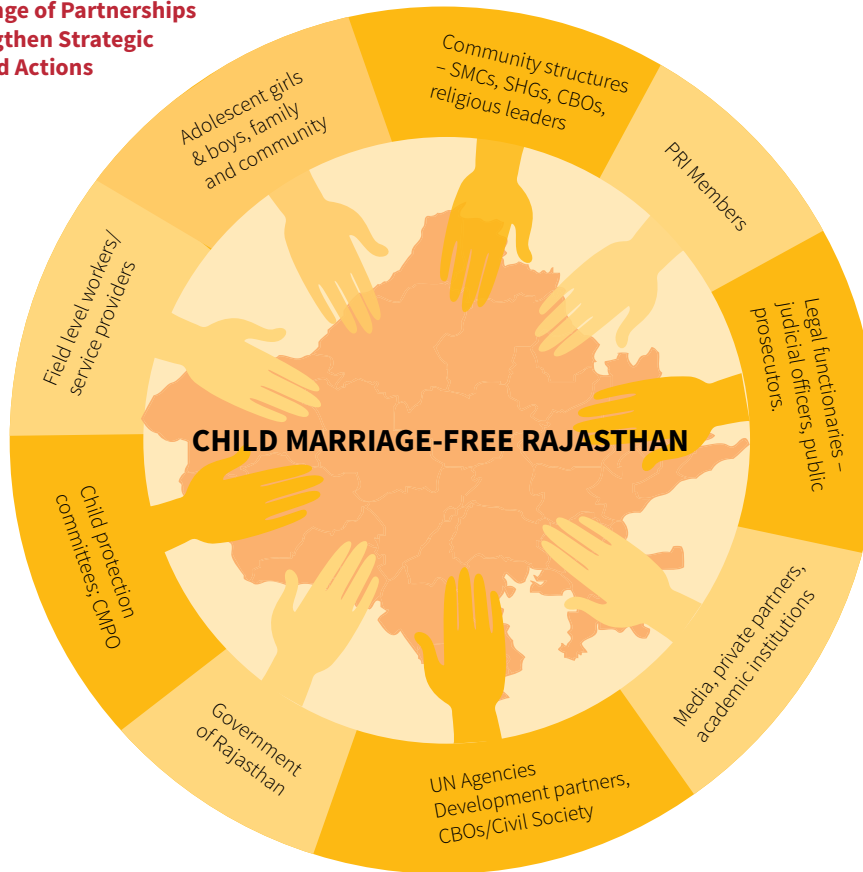 nge of Partnerships
gthen Strategic
d Actions
Community structures
– SMCs, SHGs, CBOs,
religious leaders
PRI Members
Legal functionaries –
judicial officers, public
prosecutors.
Media, private partners,
academic institutions
UN Agencies
Development partners,
CBOs/Civil Society
Government
of Rajasthan
Child protection
committees; CMPO
Field level workers/
service providers
Adolescent girls
& boys, family
and community
CHILD MARRIAGE-FREE RAJASTHAN